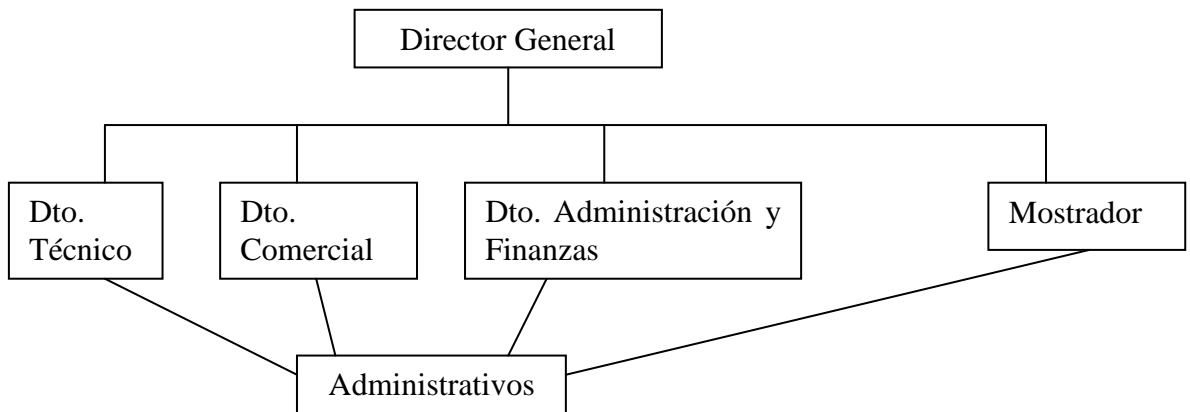 Director General
Dto.
Técnico
Dto.
Comercial
Dto. Administración y
Finanzas
Mostrador
Administrativos